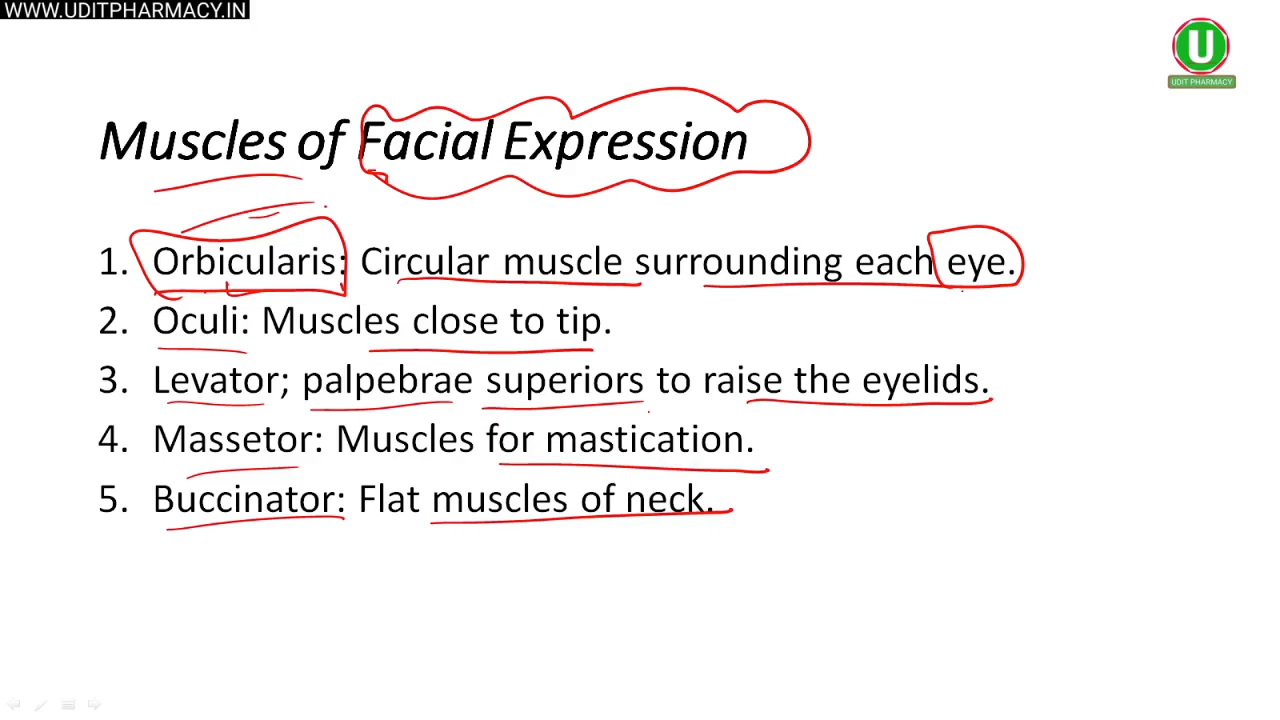 WWW.UDITPHARMACY.IN
U
UDIT PHARMACY
Muscles of Facial Expression
1. Orbicularis: Circular muscle surrounding each eye.
2. Oculi: Muscles close to tip.
3. Levator; palpebrae superiors to raise the eyelids.
4. Massetor: Muscles for mastication.
5. Buccinator: Flat muscles of neck.